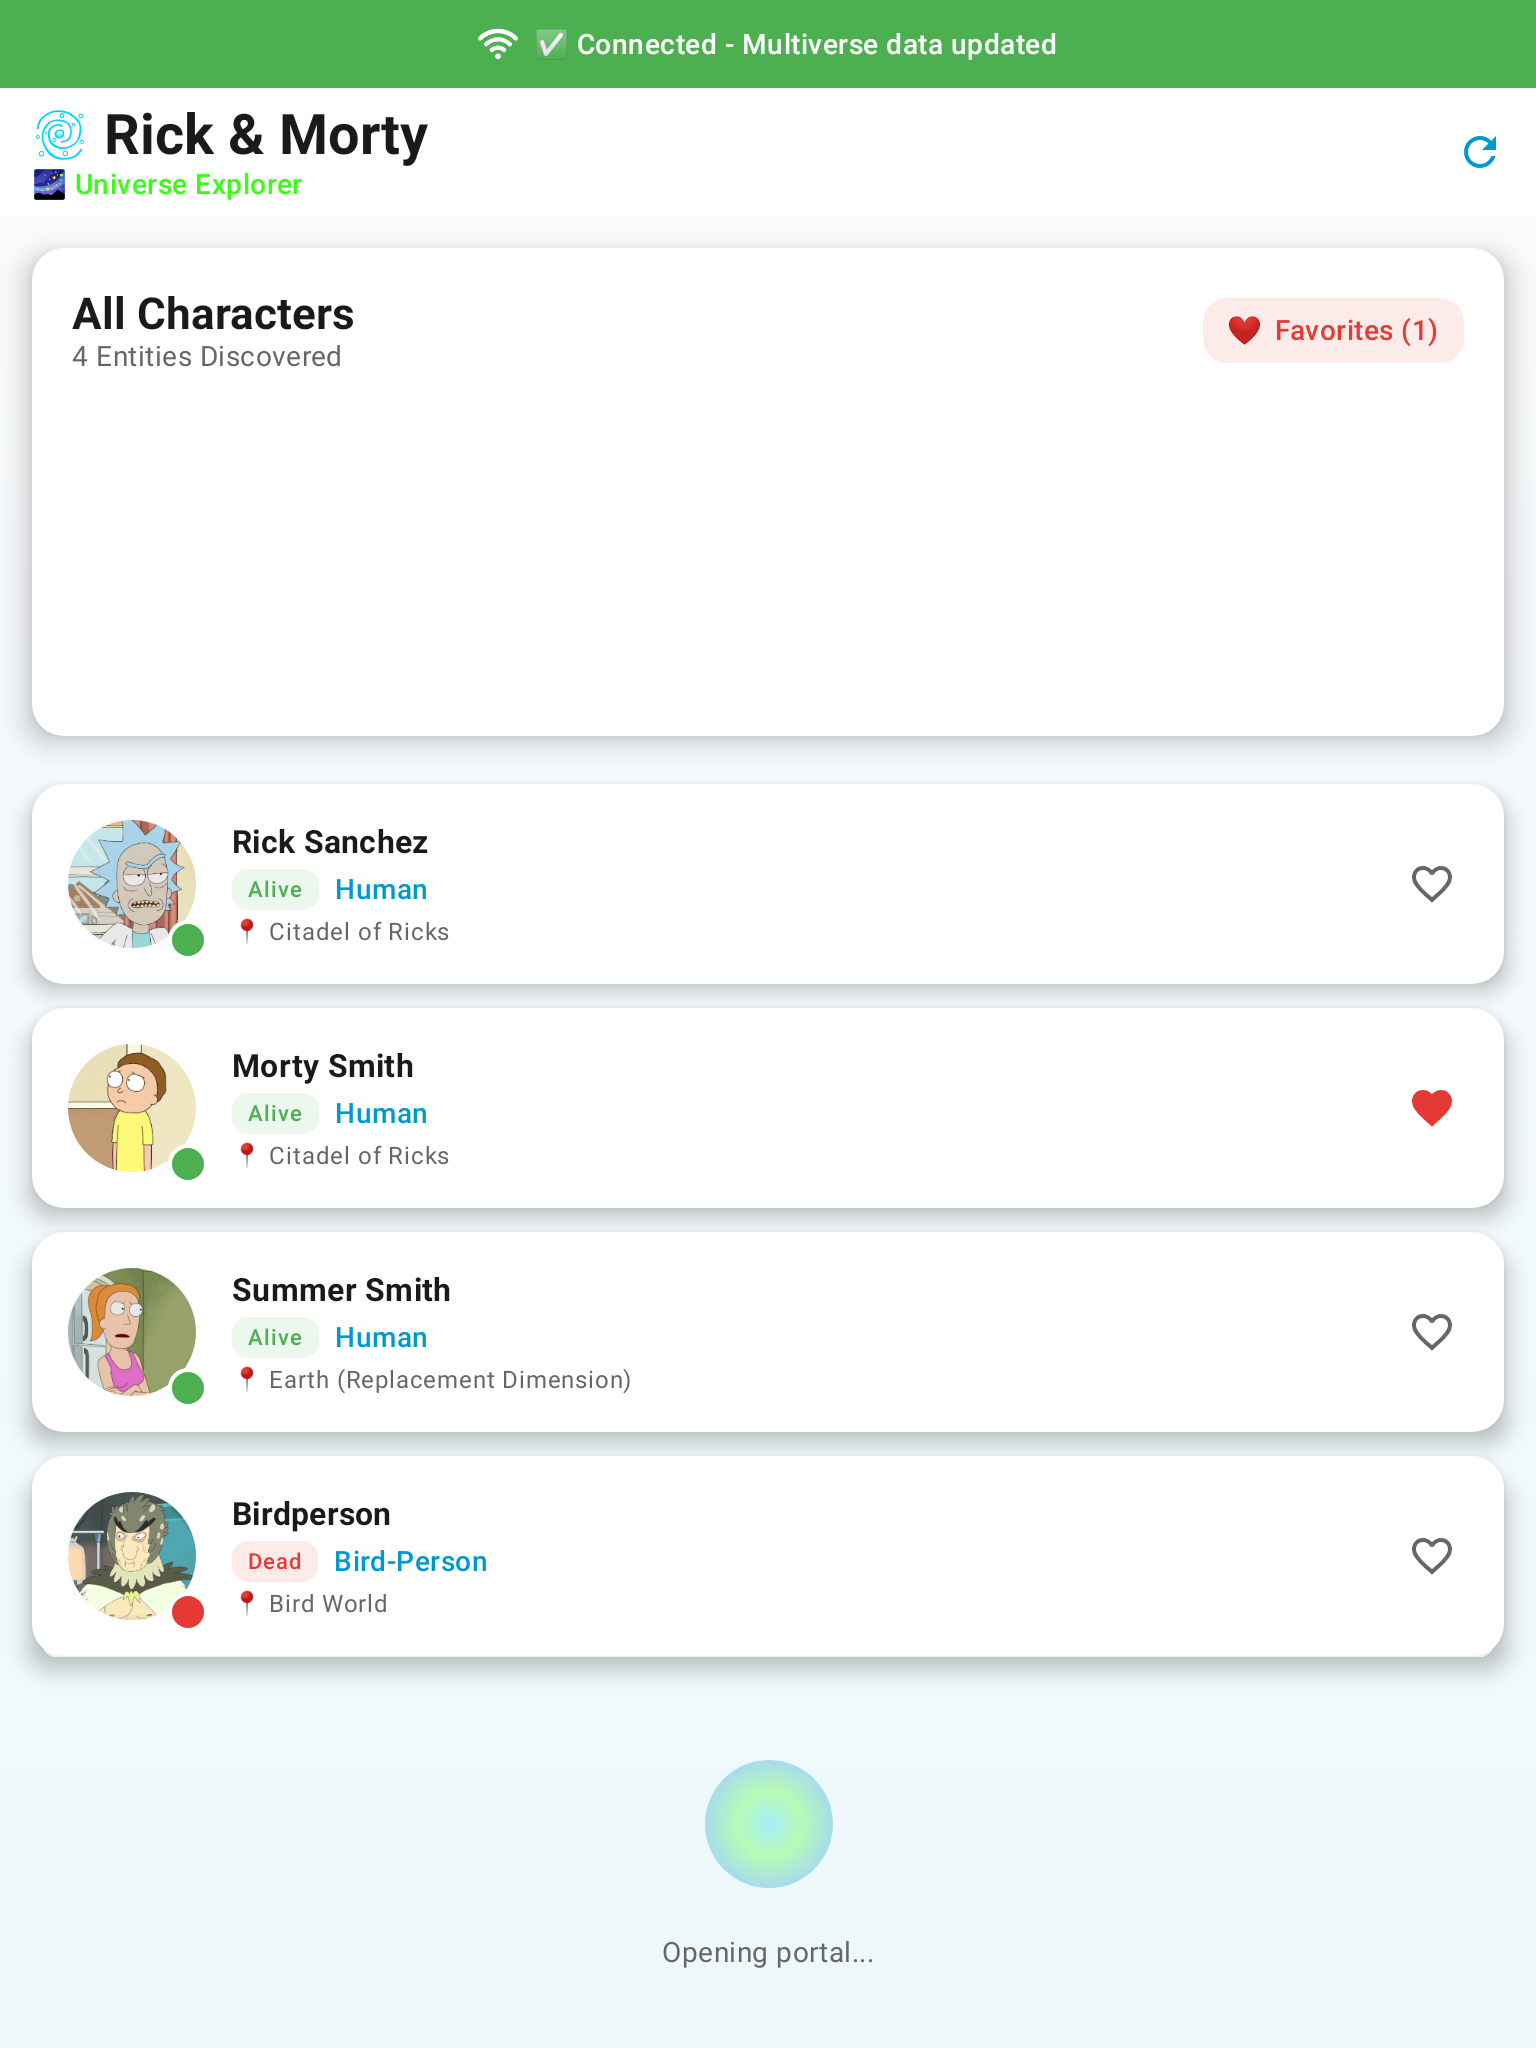 ✅ Connected - Multiverse data updated
Rick & Morty
🌌 Universe Explorer
All Characters
4 Entities Discovered
❤️ Favorites (1)
Rick Sanchez
Alive Human
📍 Citadel of Ricks
Morty Smith
Alive Human
📍 Citadel of Ricks
Summer Smith
Alive Human
📍 Earth (Replacement Dimension)
Birdperson
Dead Bird-Person
📍 Bird World
Opening portal...